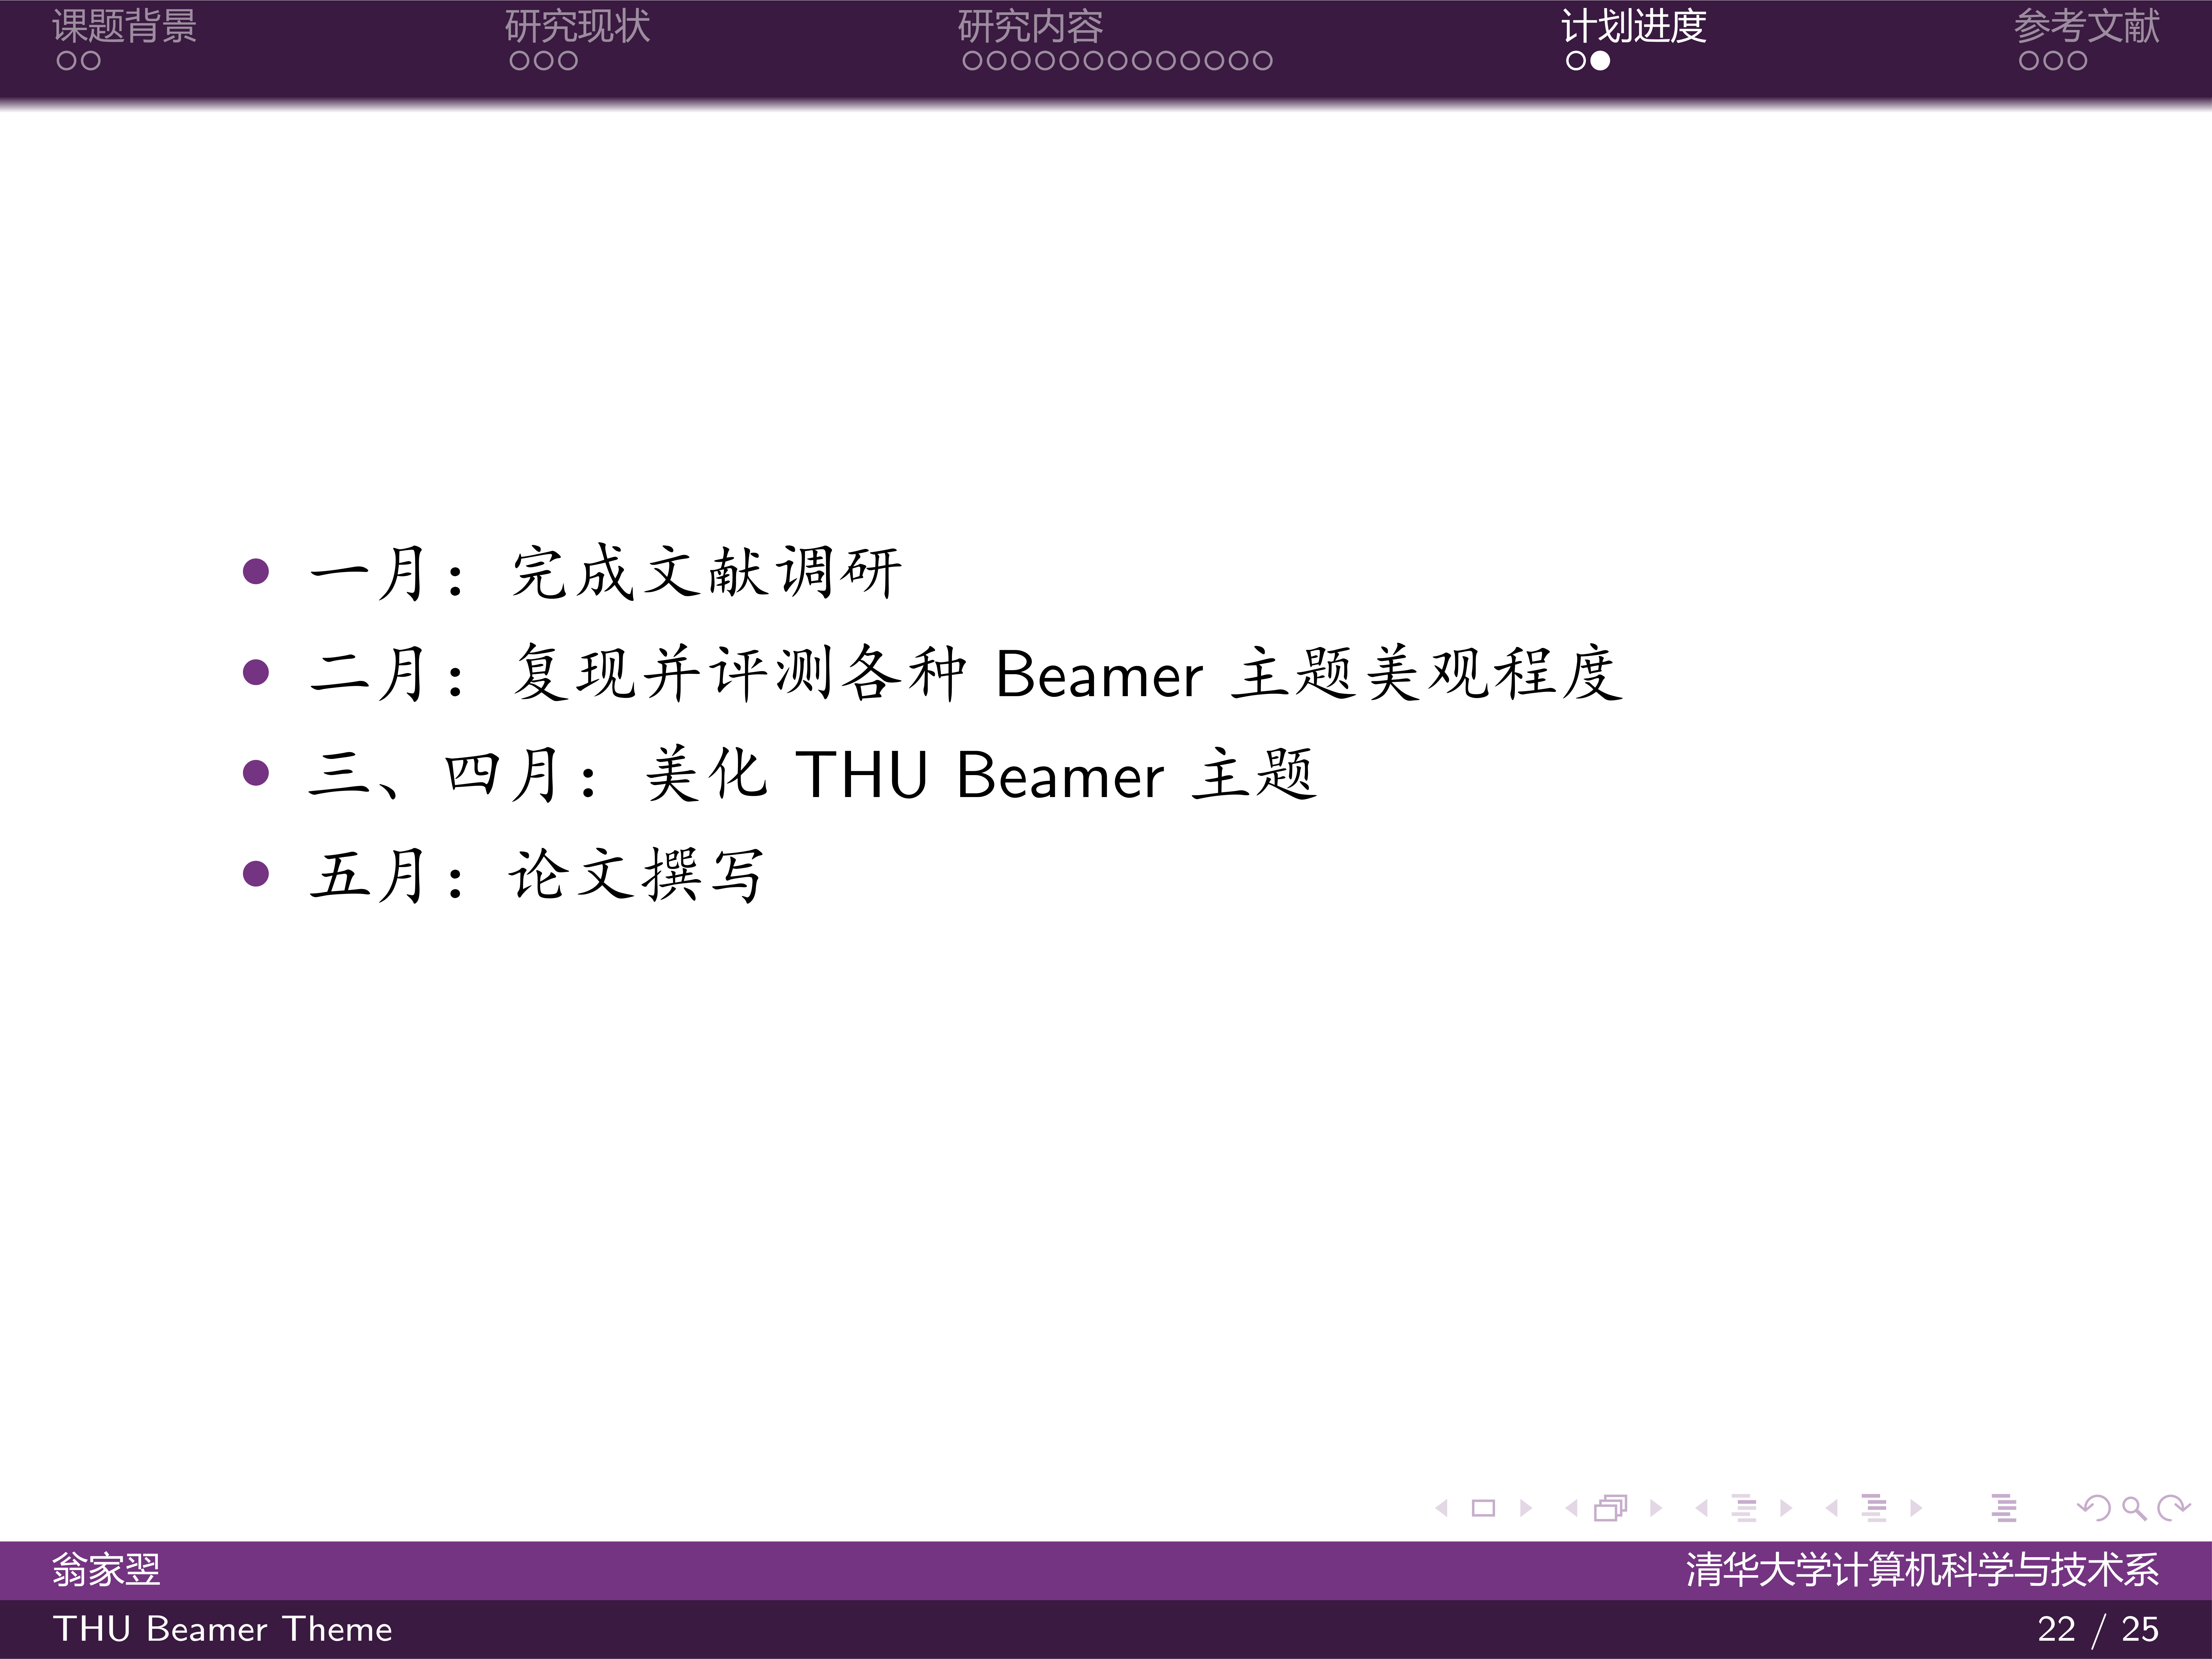 课题背景 研究现状 研究内容 计划进度 参考文献
一月：完成文献调研
二月：复现并评测各种 Beamer 主题美观程度
三、四月：美化 THU Beamer 主题
五月：论文撰写
翁家翌 清华大学计算机科学与技术系
THU Beamer Theme 22 / 25